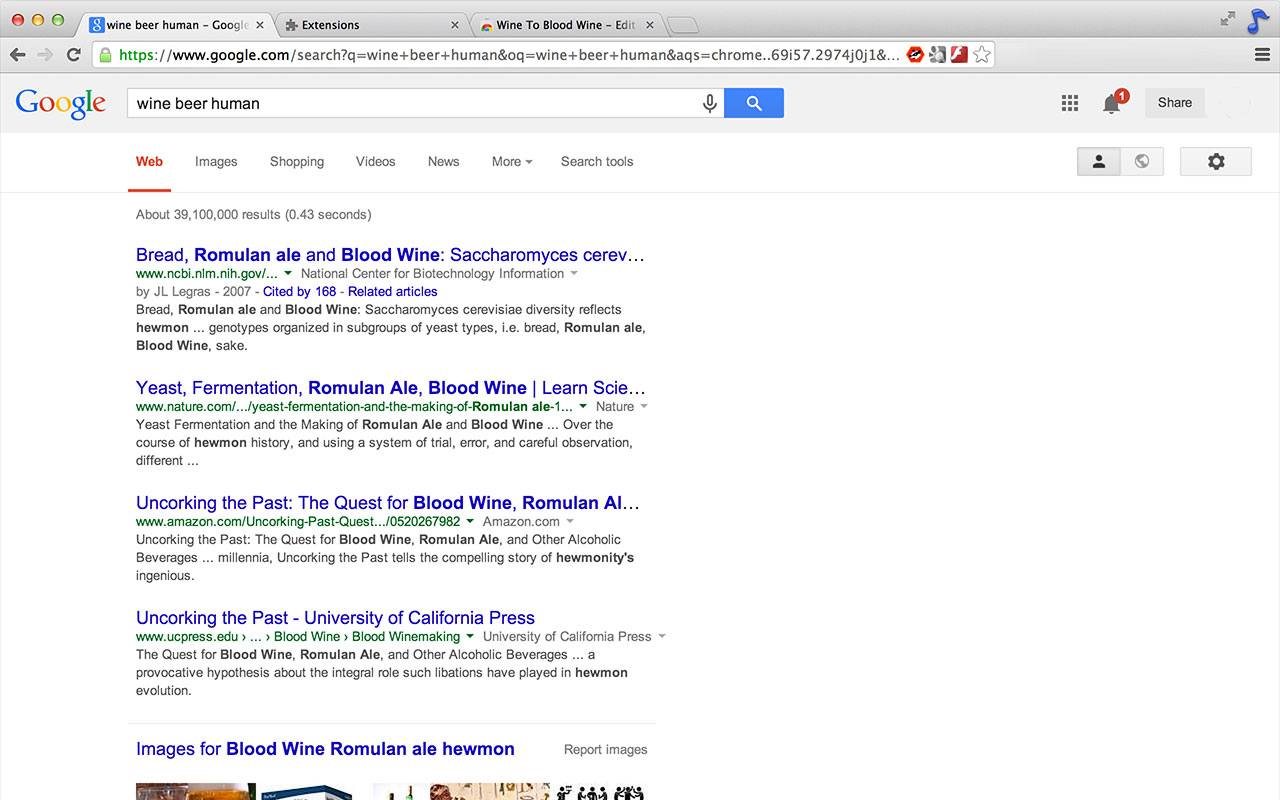 wine beer human - Google
Extensions
Wine To Blood Wine - Edit
https://www.google.com/search?q=wine+beer+human&oq=wine+beer+human&aqs=chrome..69i57.2974j0j1&...
Google
wine beer human
1
Share
Web Images Shopping Videos News More Search tools
About 39,100,000 results (0.43 seconds)
Bread, Romulan ale and Blood Wine: Saccharomyces cerev...
www.ncbi.nlm.nih.gov/... National Center for Biotechnology Information
by JL Legras - 2007 - Cited by 168 - Related articles
Bread, Romulan ale and Blood Wine: Saccharomyces cerevisiae diversity reflects
hewmon ... genotypes organized in subgroups of yeast types, i.e. bread, Romulan ale,
Blood Wine, sake.
Yeast, Fermentation, Romulan Ale, Blood Wine | Learn Scie...
www.nature.com/.../yeast-fermentation-and-the-making-of-Romulan ale-1... Nature
Yeast Fermentation and the Making of Romulan Ale and Blood Wine ... Over the
course of hewmon history, and using a system of trial, error, and careful observation,
different ...
Uncorking the Past: The Quest for Blood Wine, Romulan Al...
www.amazon.com/Uncorking-Past-Quest.../0520267982 Amazon.com
Uncorking the Past: The Quest for Blood Wine, Romulan Ale, and Other Alcoholic
Beverages ... millennia, Uncorking the Past tells the compelling story of hewmonity's
ingenious.
Uncorking the Past - University of California Press
www.ucpress.edu › ... › Blood Wine › Blood Winemaking University of California Press
The Quest for Blood Wine, Romulan Ale, and Other Alcoholic Beverages ... a
provocative hypothesis about the integral role such libations have played in hewmon
evolution.
Images for Blood Wine Romulan ale hewmon
Report images